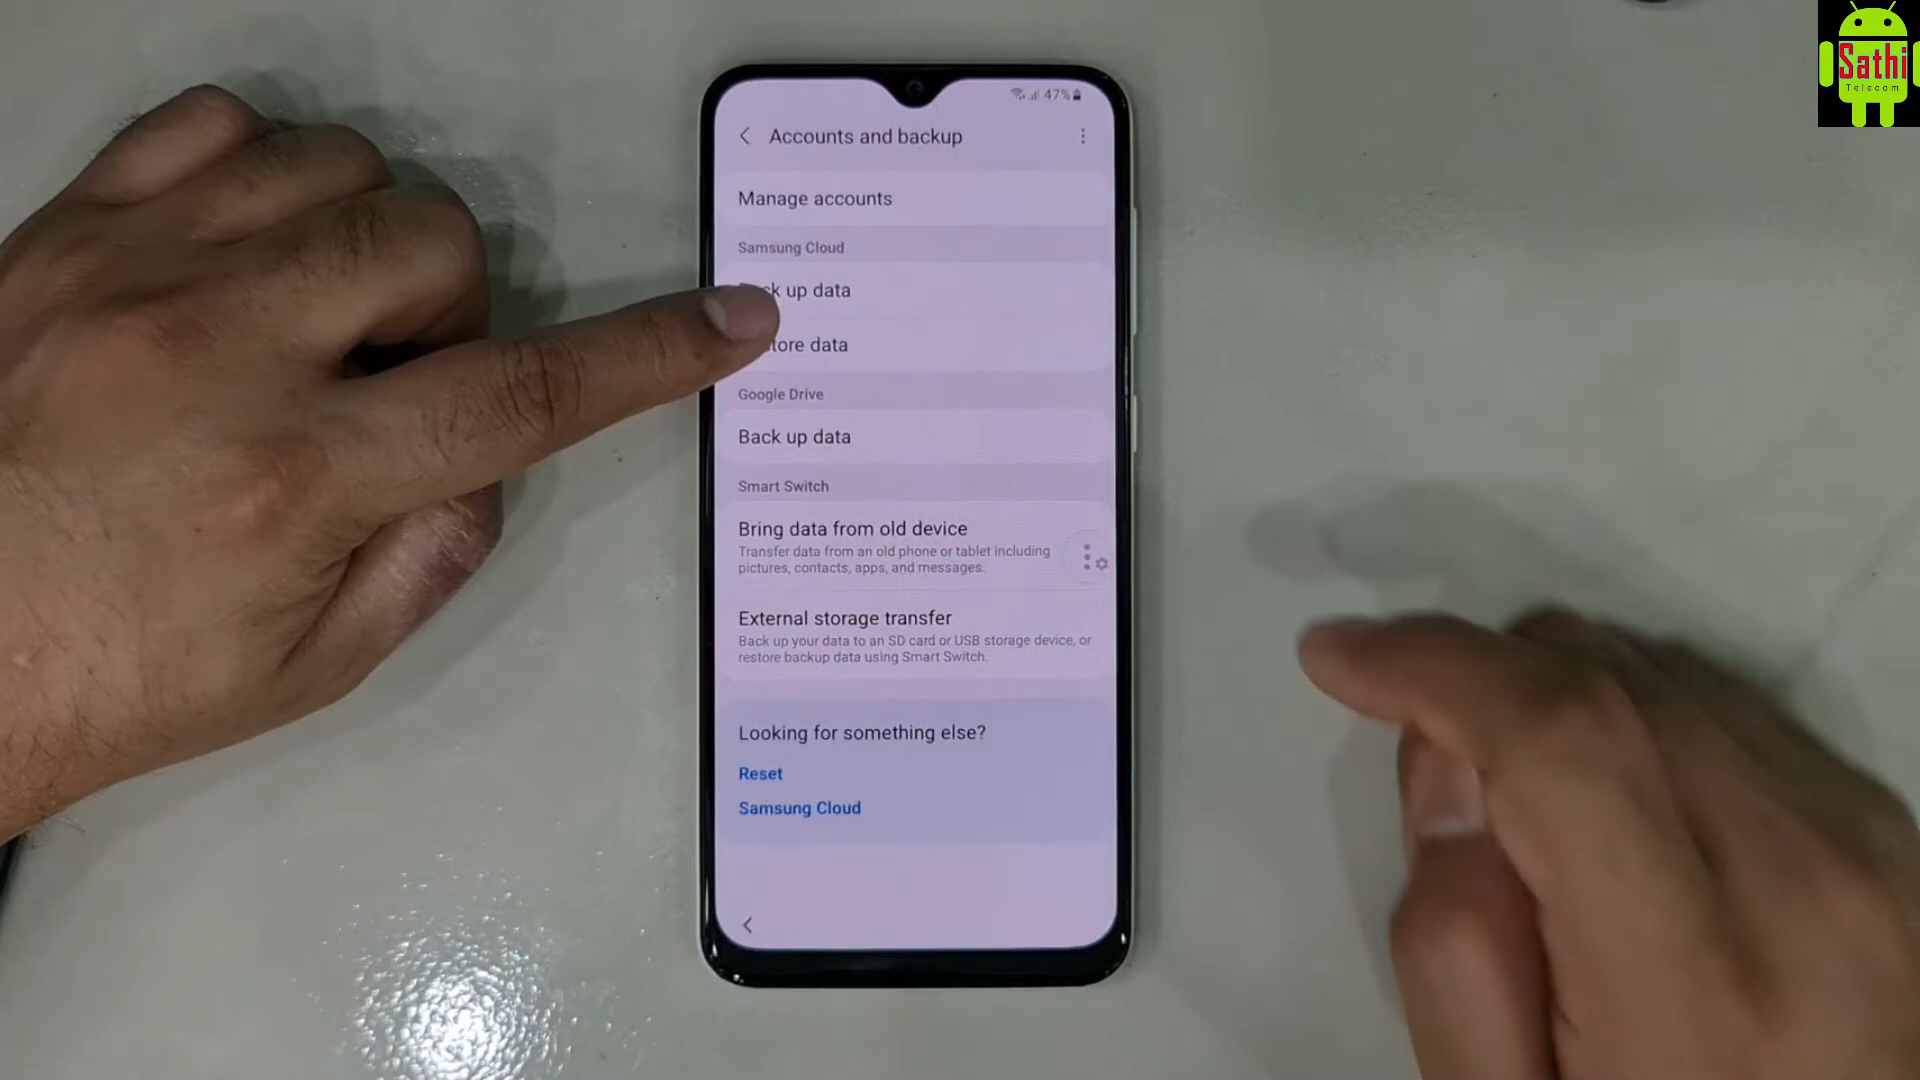 Sathi
Telecom
47%
Accounts and backup
Manage accounts
Samsung Cloud
up data
data
Google Drive
Back up data
Smart Switch
Bring data from old device
Transfer data from an old phone or tablet including
pictures, contacts, apps, and messages.
External storage transfer
Back up your data to an SD card or USB storage device, or
restore backup data using Smart Switch.
Looking for something else?
Reset
Samsung Cloud